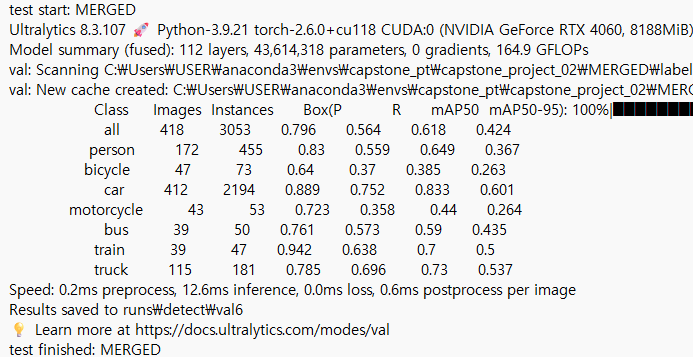 test start: MERGED
Ultralytics 8.3.107 🚀 Python-3.9.21 torch-2.6.0+cu118 CUDA:0 (NVIDIA GeForce RTX 4060, 8188MiB)
Model summary (fused): 112 layers, 43,614,318 parameters, 0 gradients, 164.9 GFLOPs
val: Scanning C:₩Users₩USER₩anaconda3₩envs₩capstone_pt₩capstone_project_02₩MERGED₩label
val: New cache created: C:₩Users₩USER₩anaconda3₩envs₩capstone_pt₩capstone_project_02₩MERG
Class Images Instances Box(P R mAP50 mAP50-95): 100%|
all 418 3053 0.796 0.564 0.618 0.424
person 172 455 0.83 0.559 0.649 0.367
bicycle 47 73 0.64 0.37 0.385 0.263
car 412 2194 0.889 0.752 0.833 0.601
motorcycle 43 53 0.723 0.358 0.44 0.264
bus 39 50 0.761 0.573 0.59 0.435
train 39 47 0.942 0.638 0.7 0.5
truck 115 181 0.785 0.696 0.73 0.537
Speed: 0.2ms preprocess, 12.6ms inference, 0.0ms loss, 0.6ms postprocess per image
Results saved to runs₩detect₩val6
💡 Learn more at https://docs.ultralytics.com/modes/val
test finished: MERGED